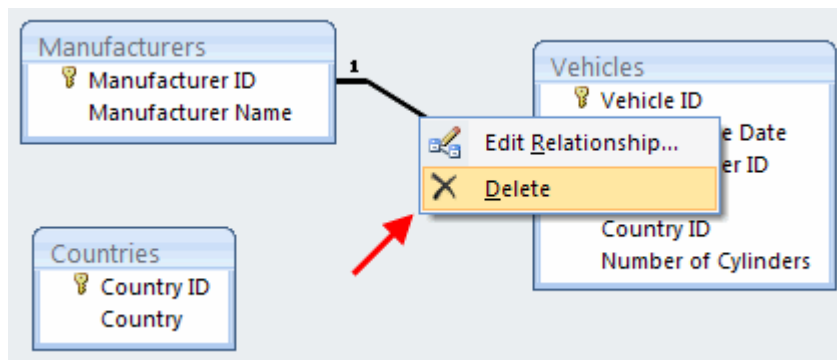 Manufacturers
Manufacturer ID
Manufacturer Name
1
Vehicles
Vehicle ID
Date
ID
Country ID
Number of Cylinders
Edit Relationship...
Delete
Countries
Country ID
Country